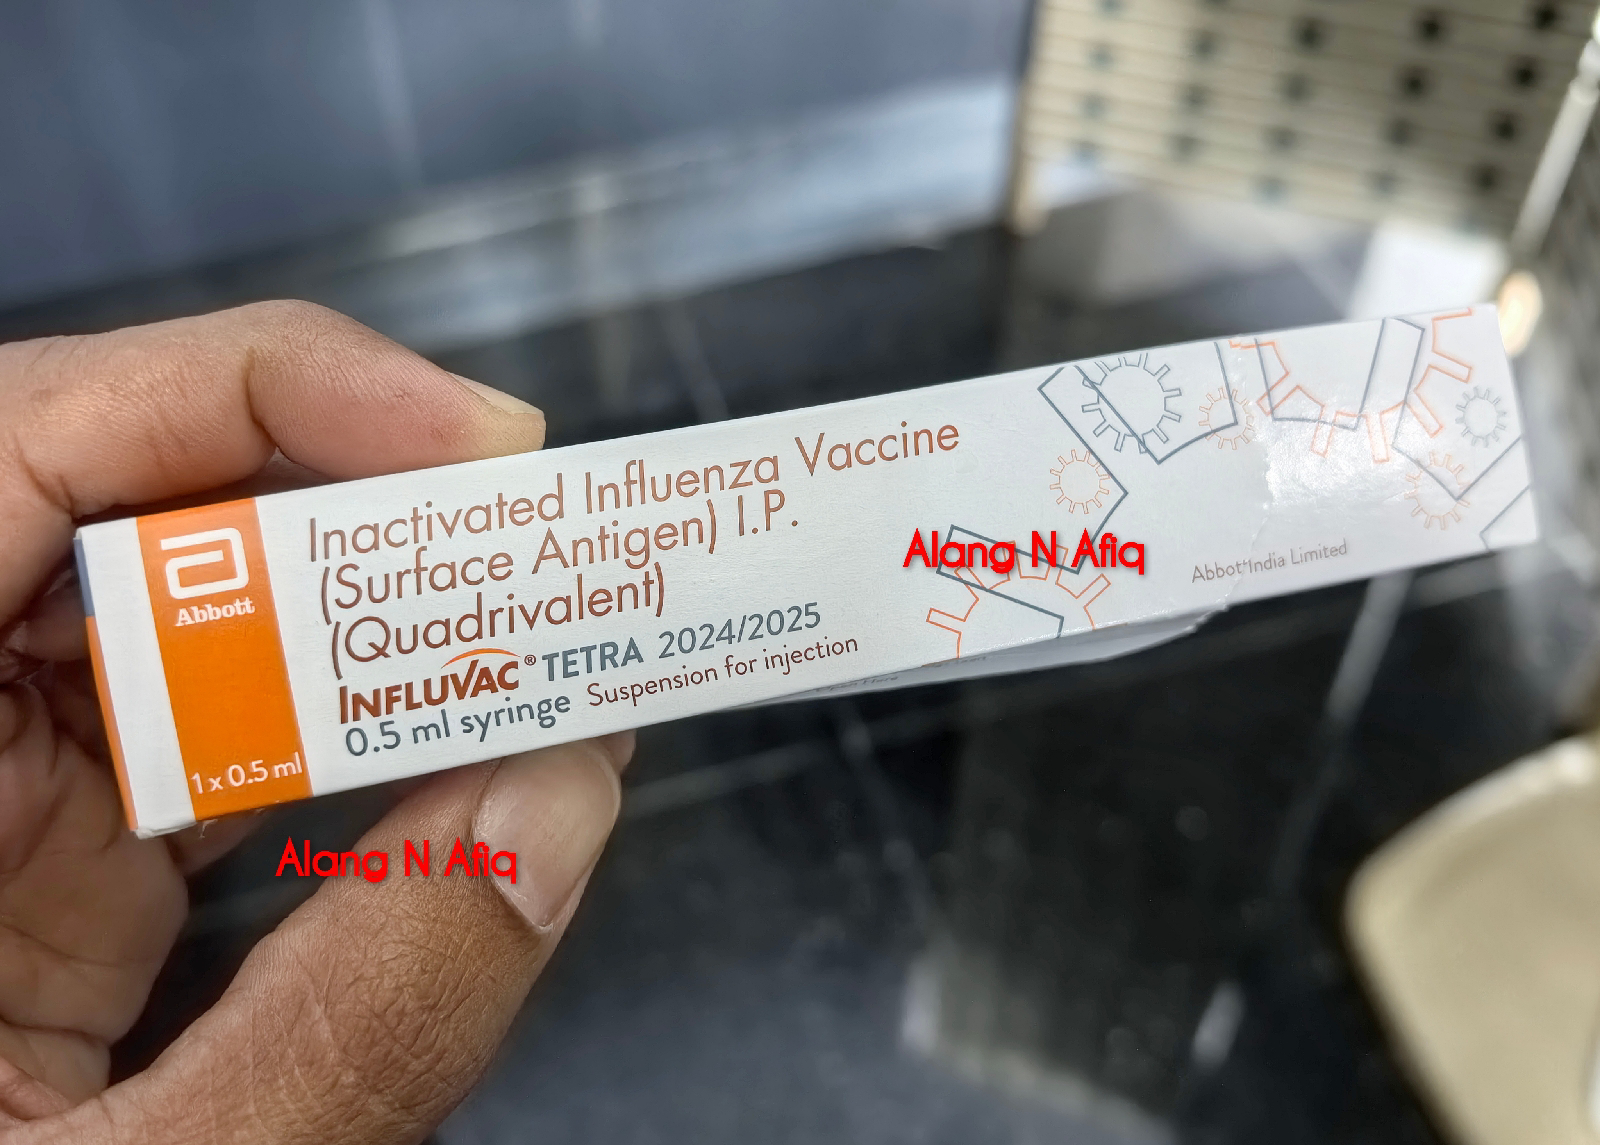 Inactivated Influenza Vaccine
(Surface Antigen) I.P.
(Quadrivalent)
INFLUVAC® TETRA 2024/2025
0.5 ml syringe Suspension for injection
Abbott
1 x 0.5 ml
Alang N Afiq
Abbott India Limited
Alang N Afiq